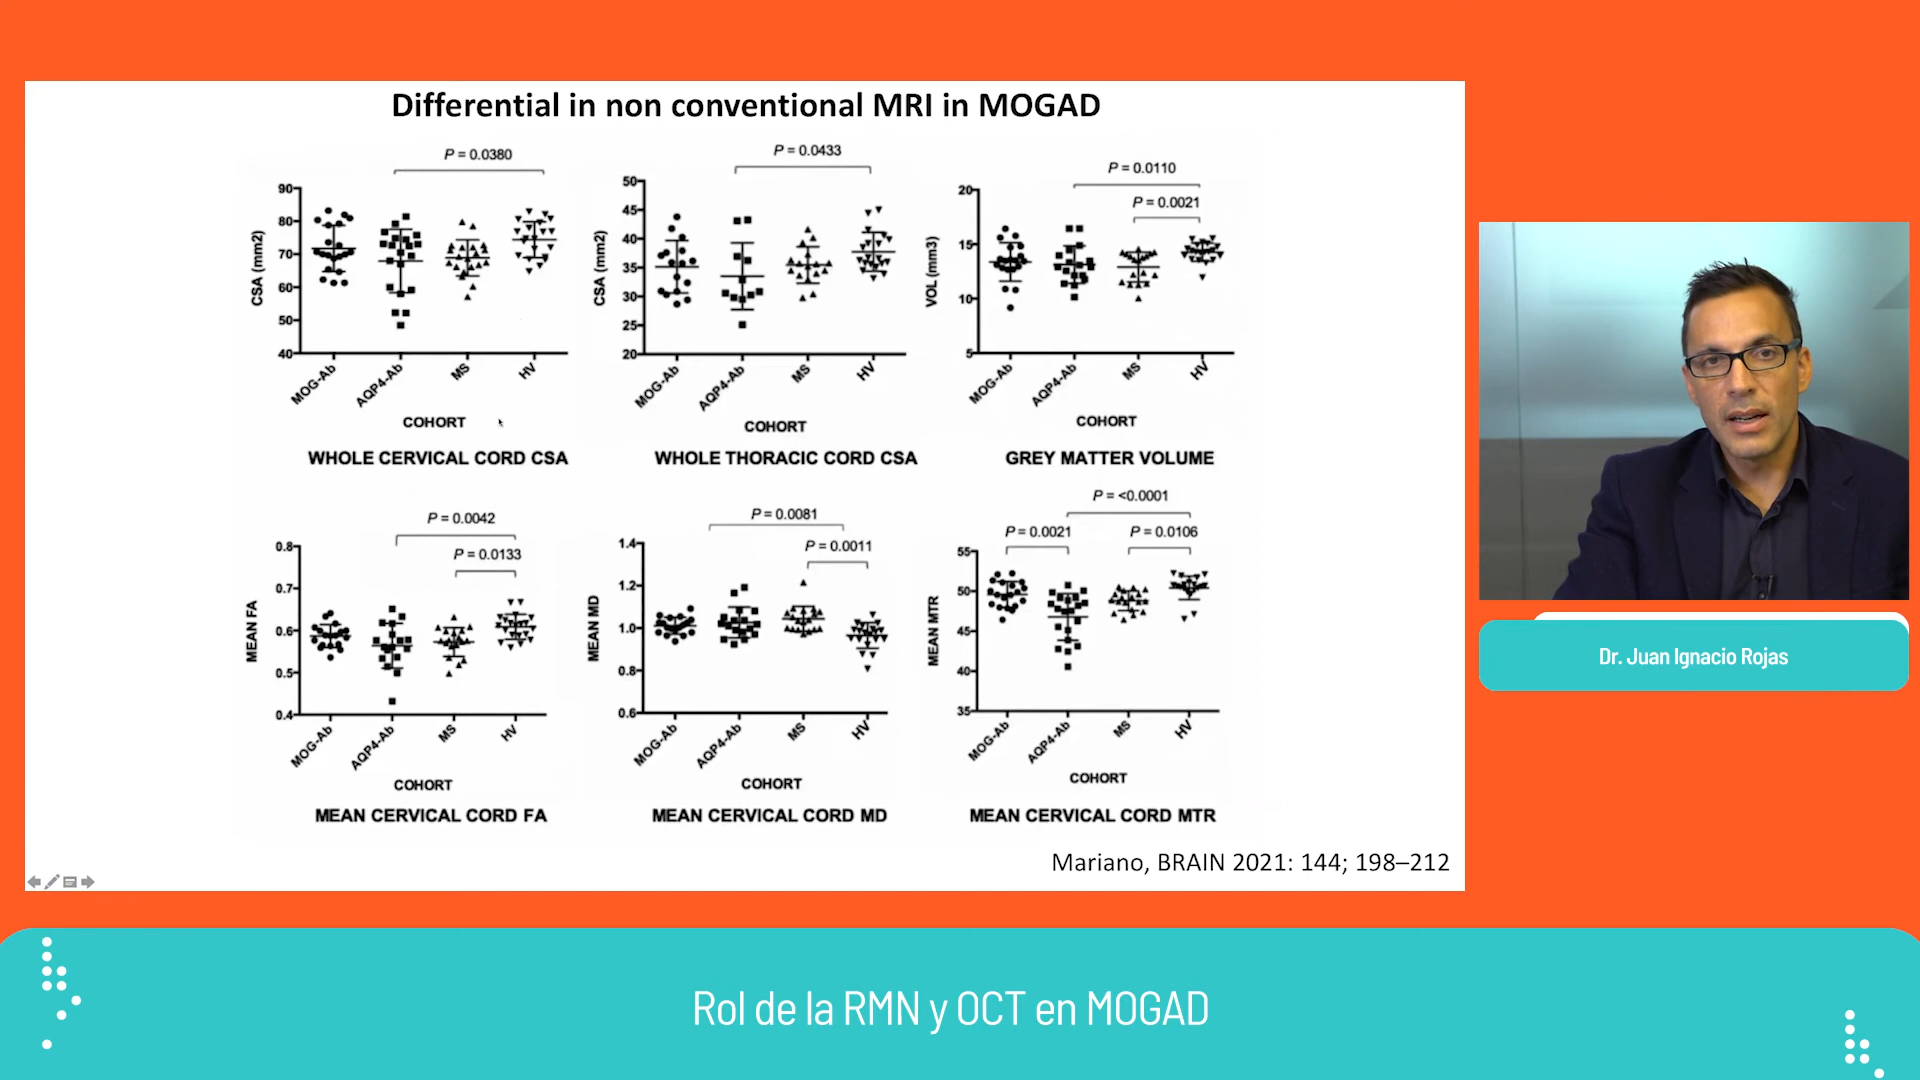 Differential in non conventional MRI in MOGAD
P = 0.0380
90
80
70
60
50
40
CSA (mm2)
MOG-Ab
AQP4-Ab
MS
HV
COHORT
WHOLE CERVICAL CORD CSA
P = 0.0433
50
45
40
35
30
25
20
CSA (mm2)
MOG-Ab
AQP4-Ab
MS
HV
COHORT
WHOLE THORACIC CORD CSA
P = 0.0110
P = 0.0021
20
15
10
5
VOL (mm3)
MOG-Ab
AQP4-Ab
MS
HV
COHORT
GREY MATTER VOLUME
P = 0.0042
P = 0.0133
0.8
0.7
0.6
0.5
0.4
MEAN FA
MOG-Ab
AQP4-Ab
MS
HV
COHORT
MEAN CERVICAL CORD FA
P = 0.0081
P = 0.0011
1.4
1.2
1.0
0.8
0.6
MEAN MD
MOG-Ab
AQP4-Ab
MS
HV
COHORT
MEAN CERVICAL CORD MD
P = <0.0001
P = 0.0021
P = 0.0106
55
50
45
40
35
MEAN MTR
MOG-Ab
AQP4-Ab
MS
HV
COHORT
MEAN CERVICAL CORD MTR
Mariano, BRAIN 2021: 144; 198–212
Dr. Juan Ignacio Rojas
Rol de la RMN y OCT en MOGAD